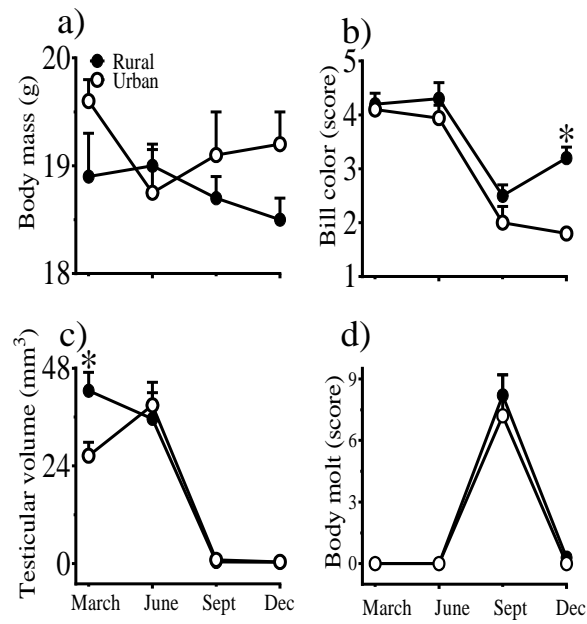 a)
20
Rural
Urban
19
18
Body mass (g)
b)
5
4
3
2
1
Bill color (score)
*
c)
48
24
0
Testicular volume (mm³)
*
March June Sept Dec
d)
9
6
3
0
Body molt (score)
March June Sept Dec